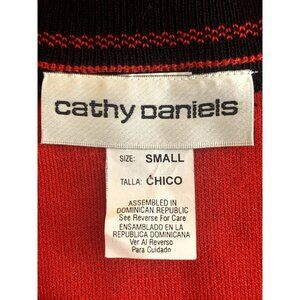 cathy Daniels
SIZE: SMALL
TALLA: CHICO
ASSEMBLED IN
DOMINICAN REPUBLIC
See Reverse For Care
ENSAMBLADO EN LA
REPUBLICA DOMINICANA
Ver Al Reverso
Para Cuidado